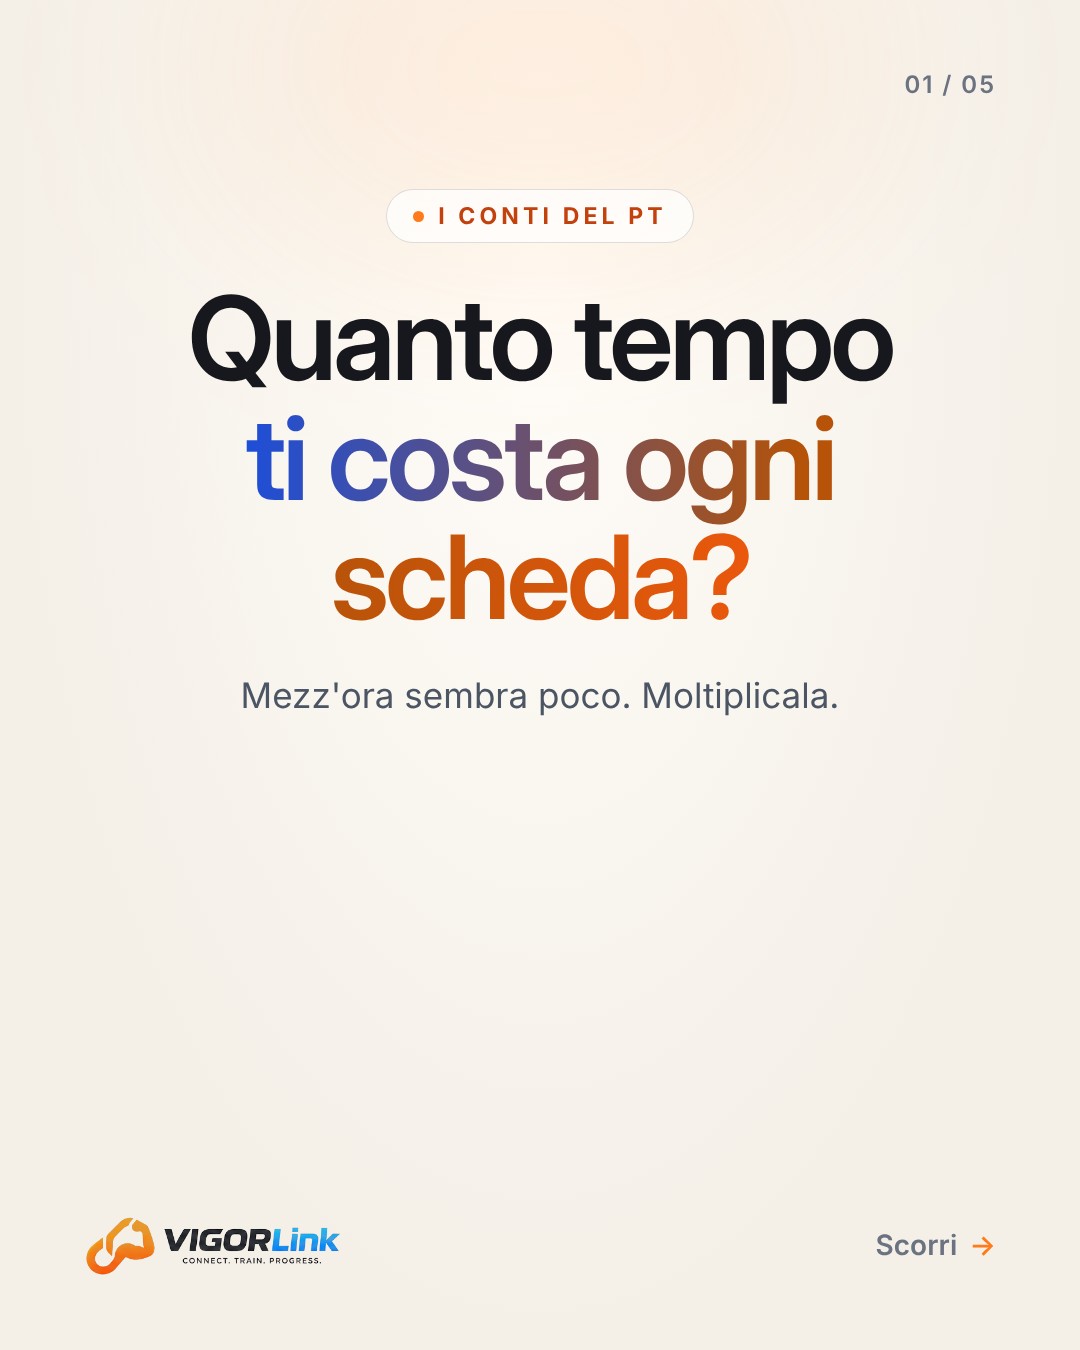 01 / 05
I CONTI DEL PT
Quanto tempo
ti costa ogni
scheda?
Mezz'ora sembra poco. Moltiplicala.
VIGORLink
CONNECT. TRAIN. PROGRESS.
Scorri →